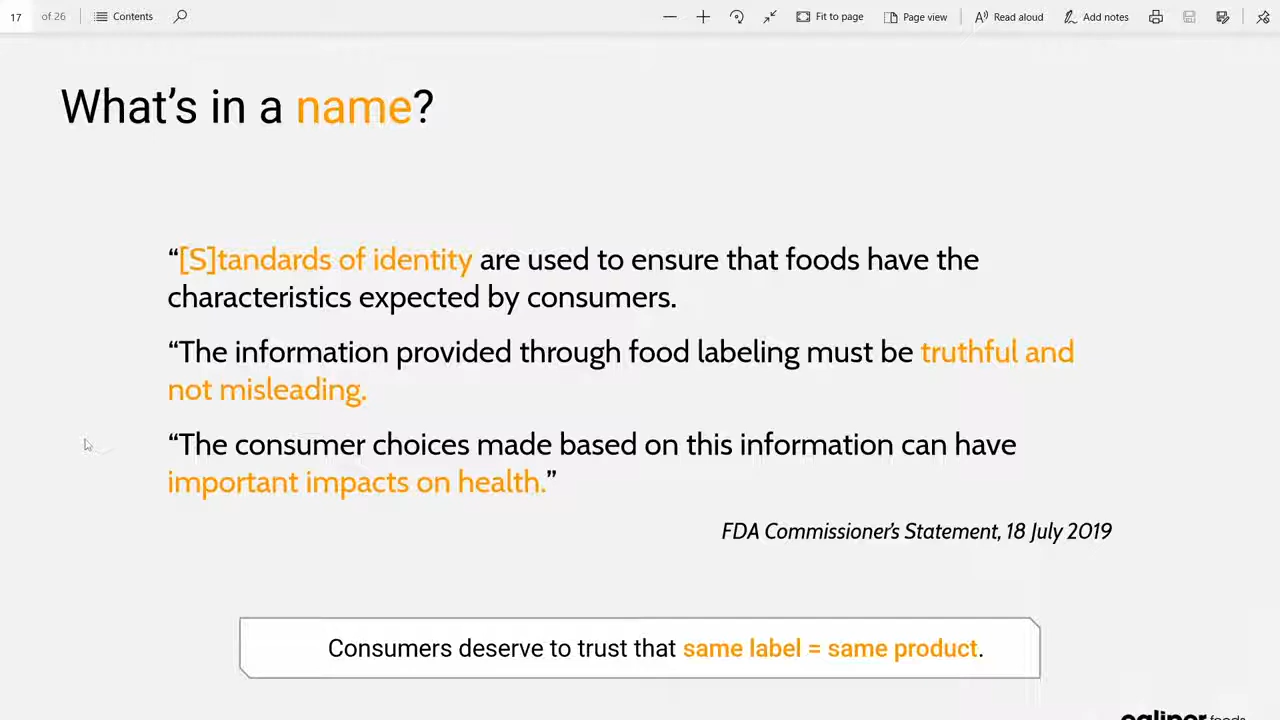 17 of 26 Contents Fit to page Page view Read aloud Add notes
What’s in a name?
“[S]tandards of identity are used to ensure that foods have the
characteristics expected by consumers.
“The information provided through food labeling must be truthful and
not misleading.
“The consumer choices made based on this information can have
important impacts on health.”
FDA Commissioner’s Statement, 18 July 2019
Consumers deserve to trust that same label = same product.
caliper foods